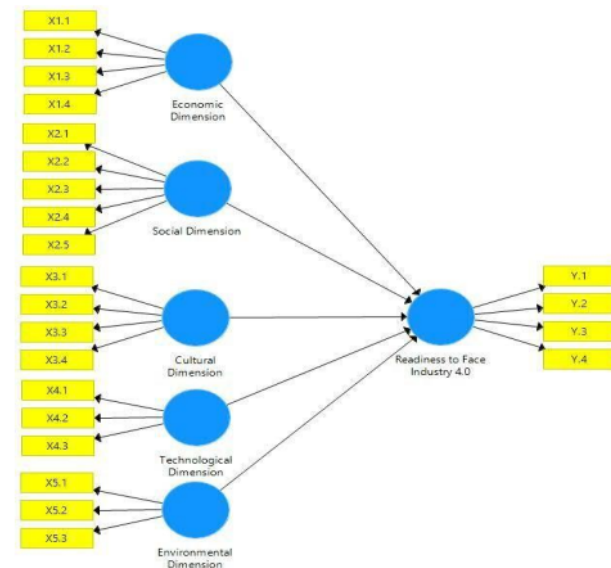 X1.1
X1.2
X1.3
X1.4
Economic
Dimension
X2.1
X2.2
X2.3
X2.4
X2.5
Social Dimension
X3.1
X3.2
X3.3
X3.4
Cultural
Dimension
X4.1
X4.2
X4.3
Technological
Dimension
X5.1
X5.2
X5.3
Environmental
Dimension
Readiness to Face
Industry 4.0
Y.1
Y.2
Y.3
Y.4